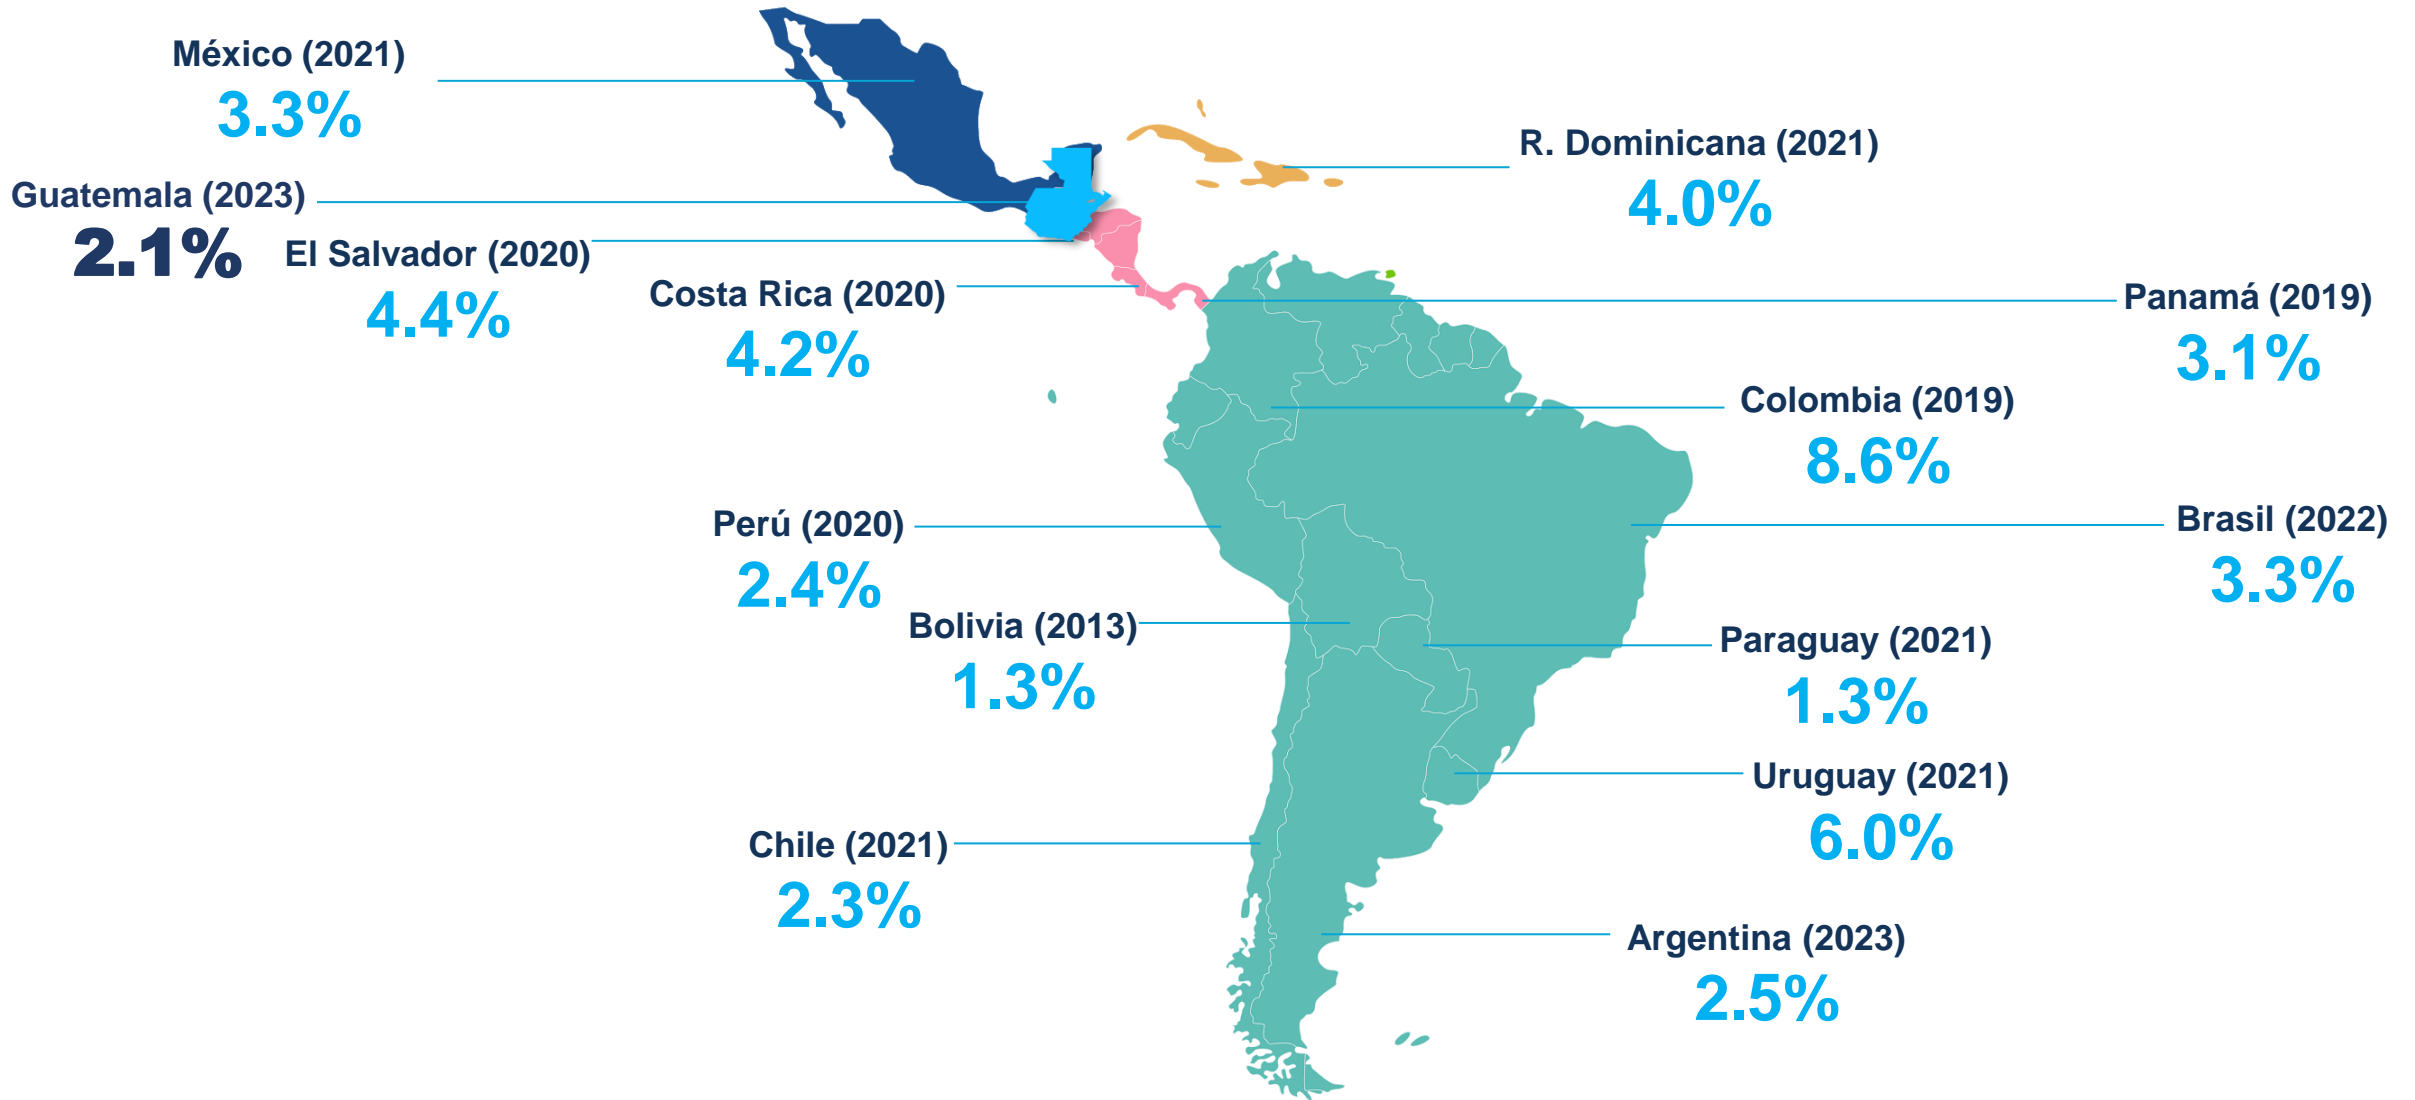 México (2021)
3.3%
Guatemala (2023)
2.1%
El Salvador (2020)
4.4%
Costa Rica (2020)
4.2%
R. Dominicana (2021)
4.0%
Panamá (2019)
3.1%
Colombia (2019)
8.6%
Perú (2020)
2.4%
Brasil (2022)
3.3%
Bolivia (2013)
1.3%
Paraguay (2021)
1.3%
Uruguay (2021)
6.0%
Chile (2021)
2.3%
Argentina (2023)
2.5%